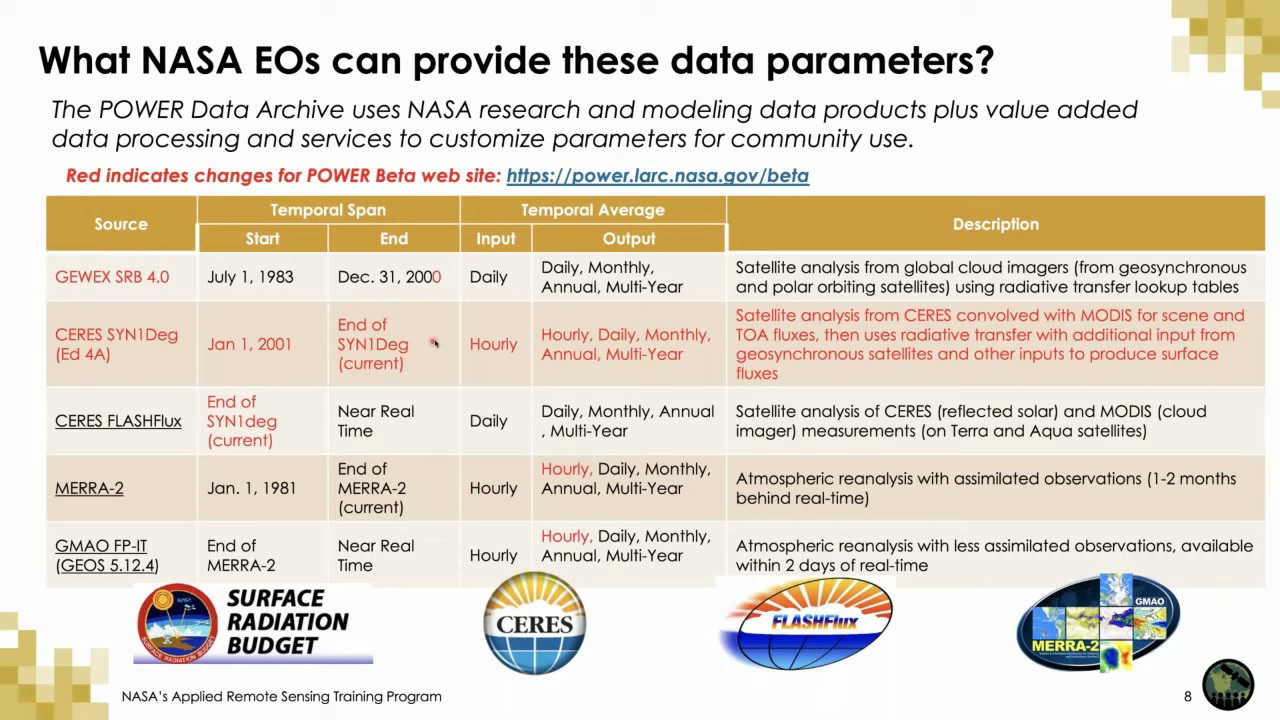 What NASA EOs can provide these data parameters?
The POWER Data Archive uses NASA research and modeling data products plus value added
data processing and services to customize parameters for community use.
Red indicates changes for POWER Beta web site: https://power.larc.nasa.gov/beta
Source
Temporal Span
Temporal Average
Description
Start
End
Input
Output
GEWEX SRB 4.0
July 1, 1983
Dec. 31, 2000
Daily
Daily, Monthly,
Annual, Multi-Year
Satellite analysis from global cloud imagers (from geosynchronous
and polar orbiting satellites) using radiative transfer lookup tables
CERES SYN1Deg
(Ed 4A)
Jan 1, 2001
End of
SYN1Deg
(current)
Hourly
Hourly, Daily, Monthly,
Annual, Multi-Year
Satellite analysis from CERES convolved with MODIS for scene and
TOA fluxes, then uses radiative transfer with additional input from
geosynchronous satellites and other inputs to produce surface
fluxes
CERES FLASHFlux
End of
SYN1deg
(current)
Near Real
Time
Daily
Daily, Monthly, Annual
, Multi-Year
Satellite analysis of CERES (reflected solar) and MODIS (cloud
imager) measurements (on Terra and Aqua satellites)
MERRA-2
Jan. 1, 1981
End of
MERRA-2
(current)
Hourly
Hourly, Daily, Monthly,
Annual, Multi-Year
Atmospheric reanalysis with assimilated observations (1-2 months
behind real-time)
GMAO FP-IT
(GEOS 5.12.4)
End of
MERRA-2
Near Real
Time
Hourly
Hourly, Daily, Monthly,
Annual, Multi-Year
Atmospheric reanalysis with less assimilated observations, available
within 2 days of real-time
SURFACE
RADIATION
BUDGET
SURFACE RADIATION BUDGET
CERES
FLASHFlux
GMAO
MERRA-2
NASA's Applied Remote Sensing Training Program
8